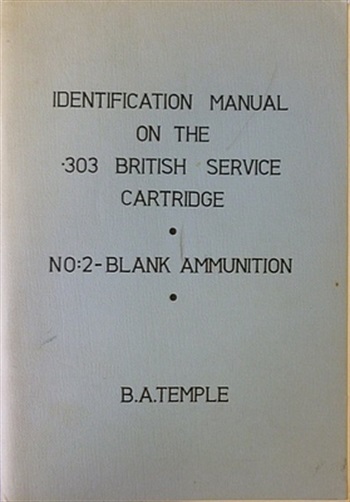 IDENTIFICATION MANUAL
ON THE
·303 BRITISH SERVICE
CARTRIDGE
•
NO:2-BLANK AMMUNITION
•
B.A.TEMPLE